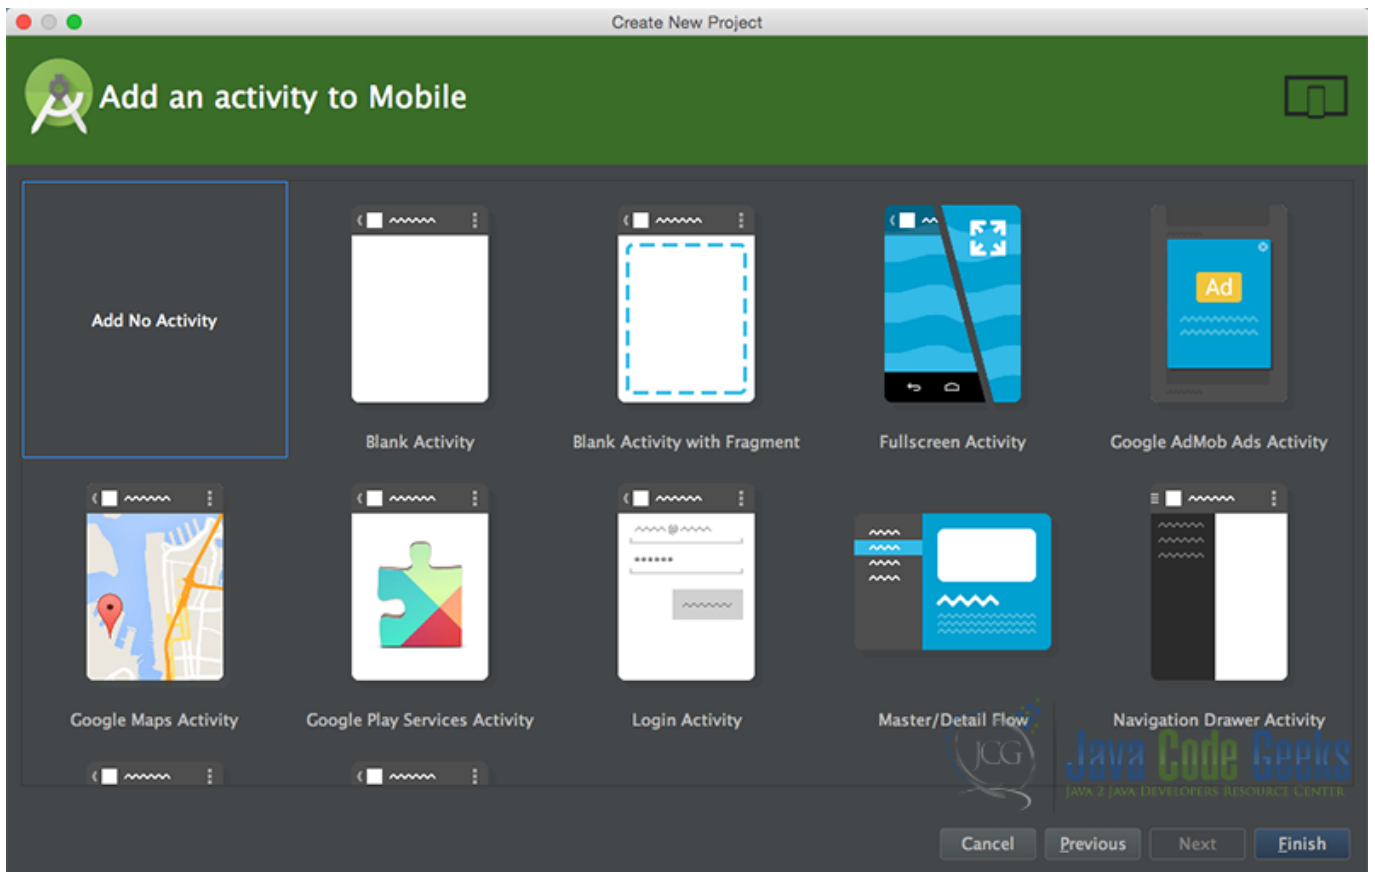 Create New Project
Add an activity to Mobile
Add No Activity
Blank Activity
Blank Activity with Fragment
Fullscreen Activity
Ad
Google AdMob Ads Activity
@
Google Maps Activity
Google Play Services Activity
Login Activity
Master/Detail Flow
Navigation Drawer Activity
JCG
Java Code Geeks
JAVA 2 JAVA DEVELOPERS RESOURCE CENTER
Cancel
Previous
Next
Finish